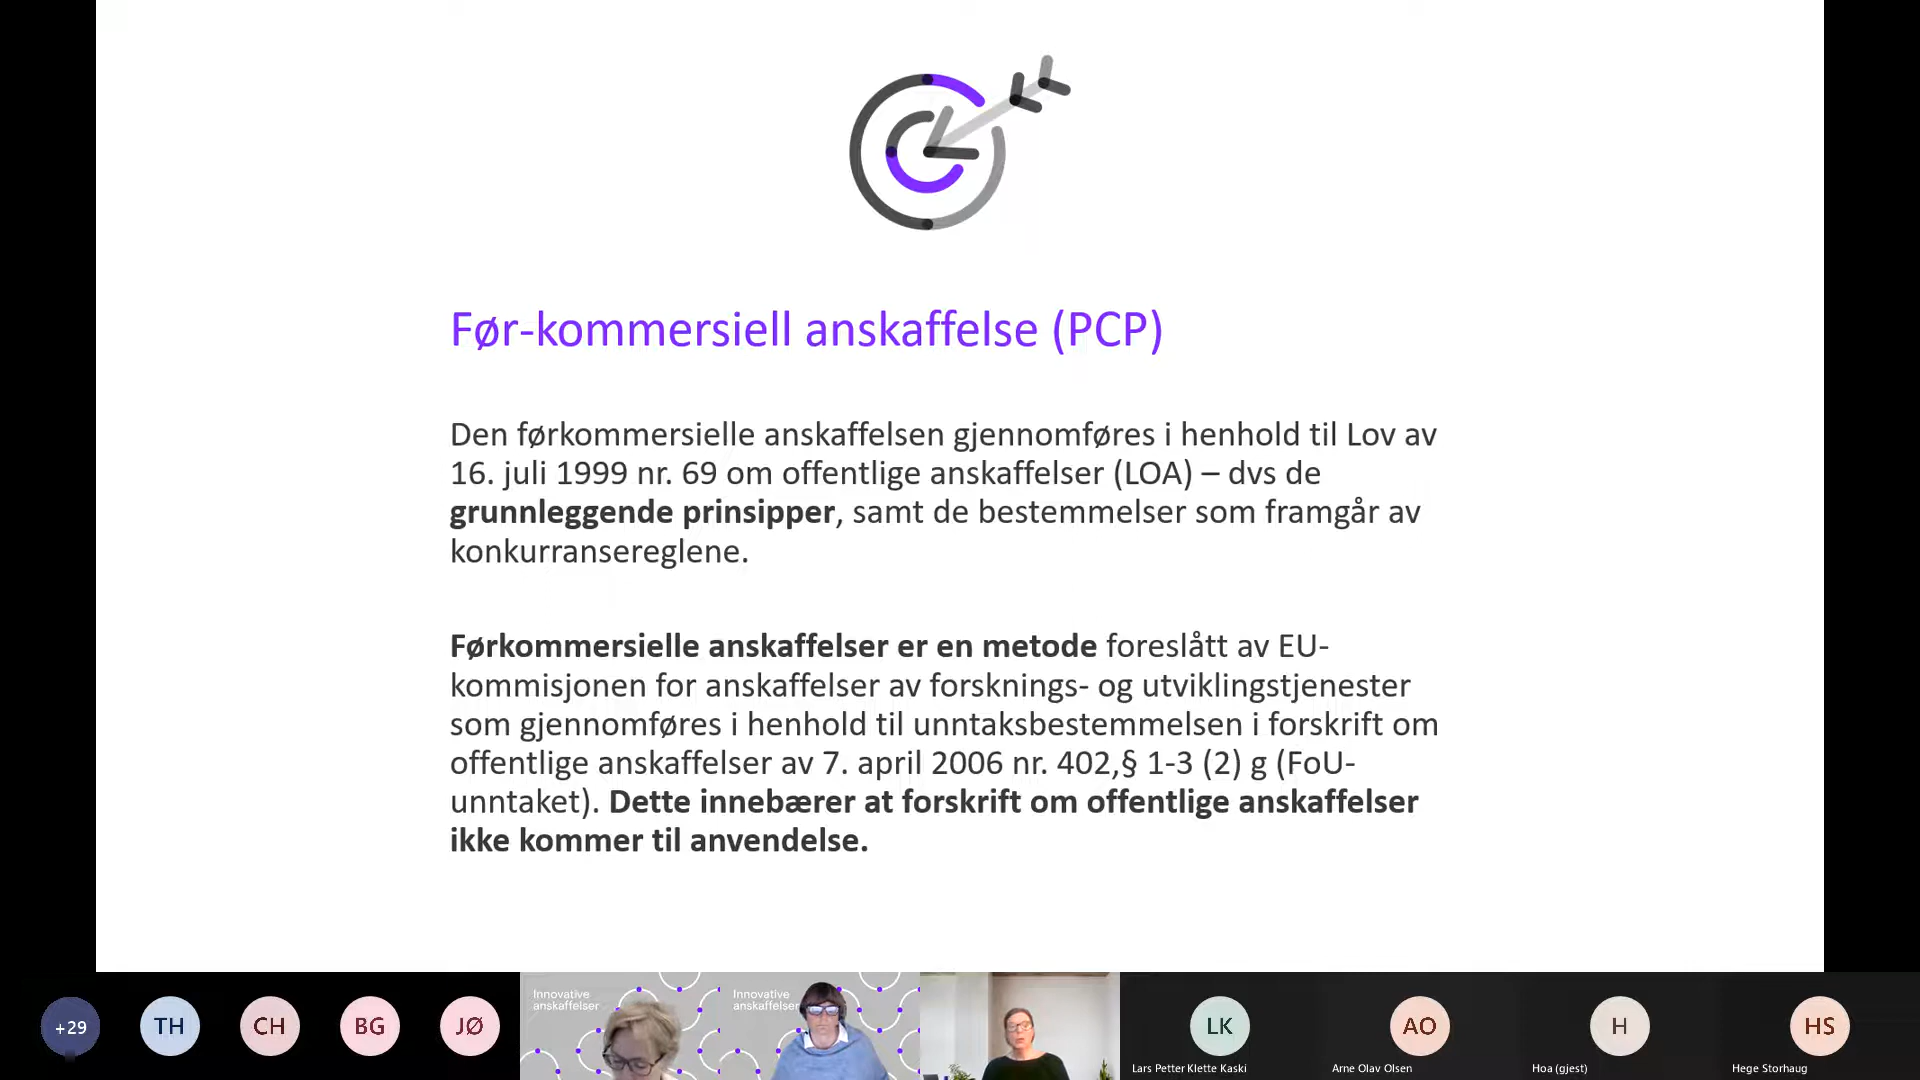 Før-kommersiell anskaffelse (PCP)
Den førkommersielle anskaffelsen gjennomføres i henhold til Lov av
16. juli 1999 nr. 69 om offentlige anskaffelser (LOA) – dvs de
grunnleggende prinsipper, samt de bestemmelser som framgår av
konkurransereglene.
Førkommersielle anskaffelser er en metode foreslått av EU-
kommisjonen for anskaffelser av forsknings- og utviklingstjenester
som gjennomføres i henhold til unntaksbestemmelsen i forskrift om
offentlige anskaffelser av 7. april 2006 nr. 402,§ 1-3 (2) g (FoU-
unntaket). Dette innebærer at forskrift om offentlige anskaffelser
ikke kommer til anvendelse.
+29
TH
CH
BG
JØ
Innovative
anskaffelser
Innovative
anskaffelser
LK
Lars Petter Klette Kaski
AO
Arne Olav Olsen
H
Hoa (gjest)
HS
Hege Storhaug